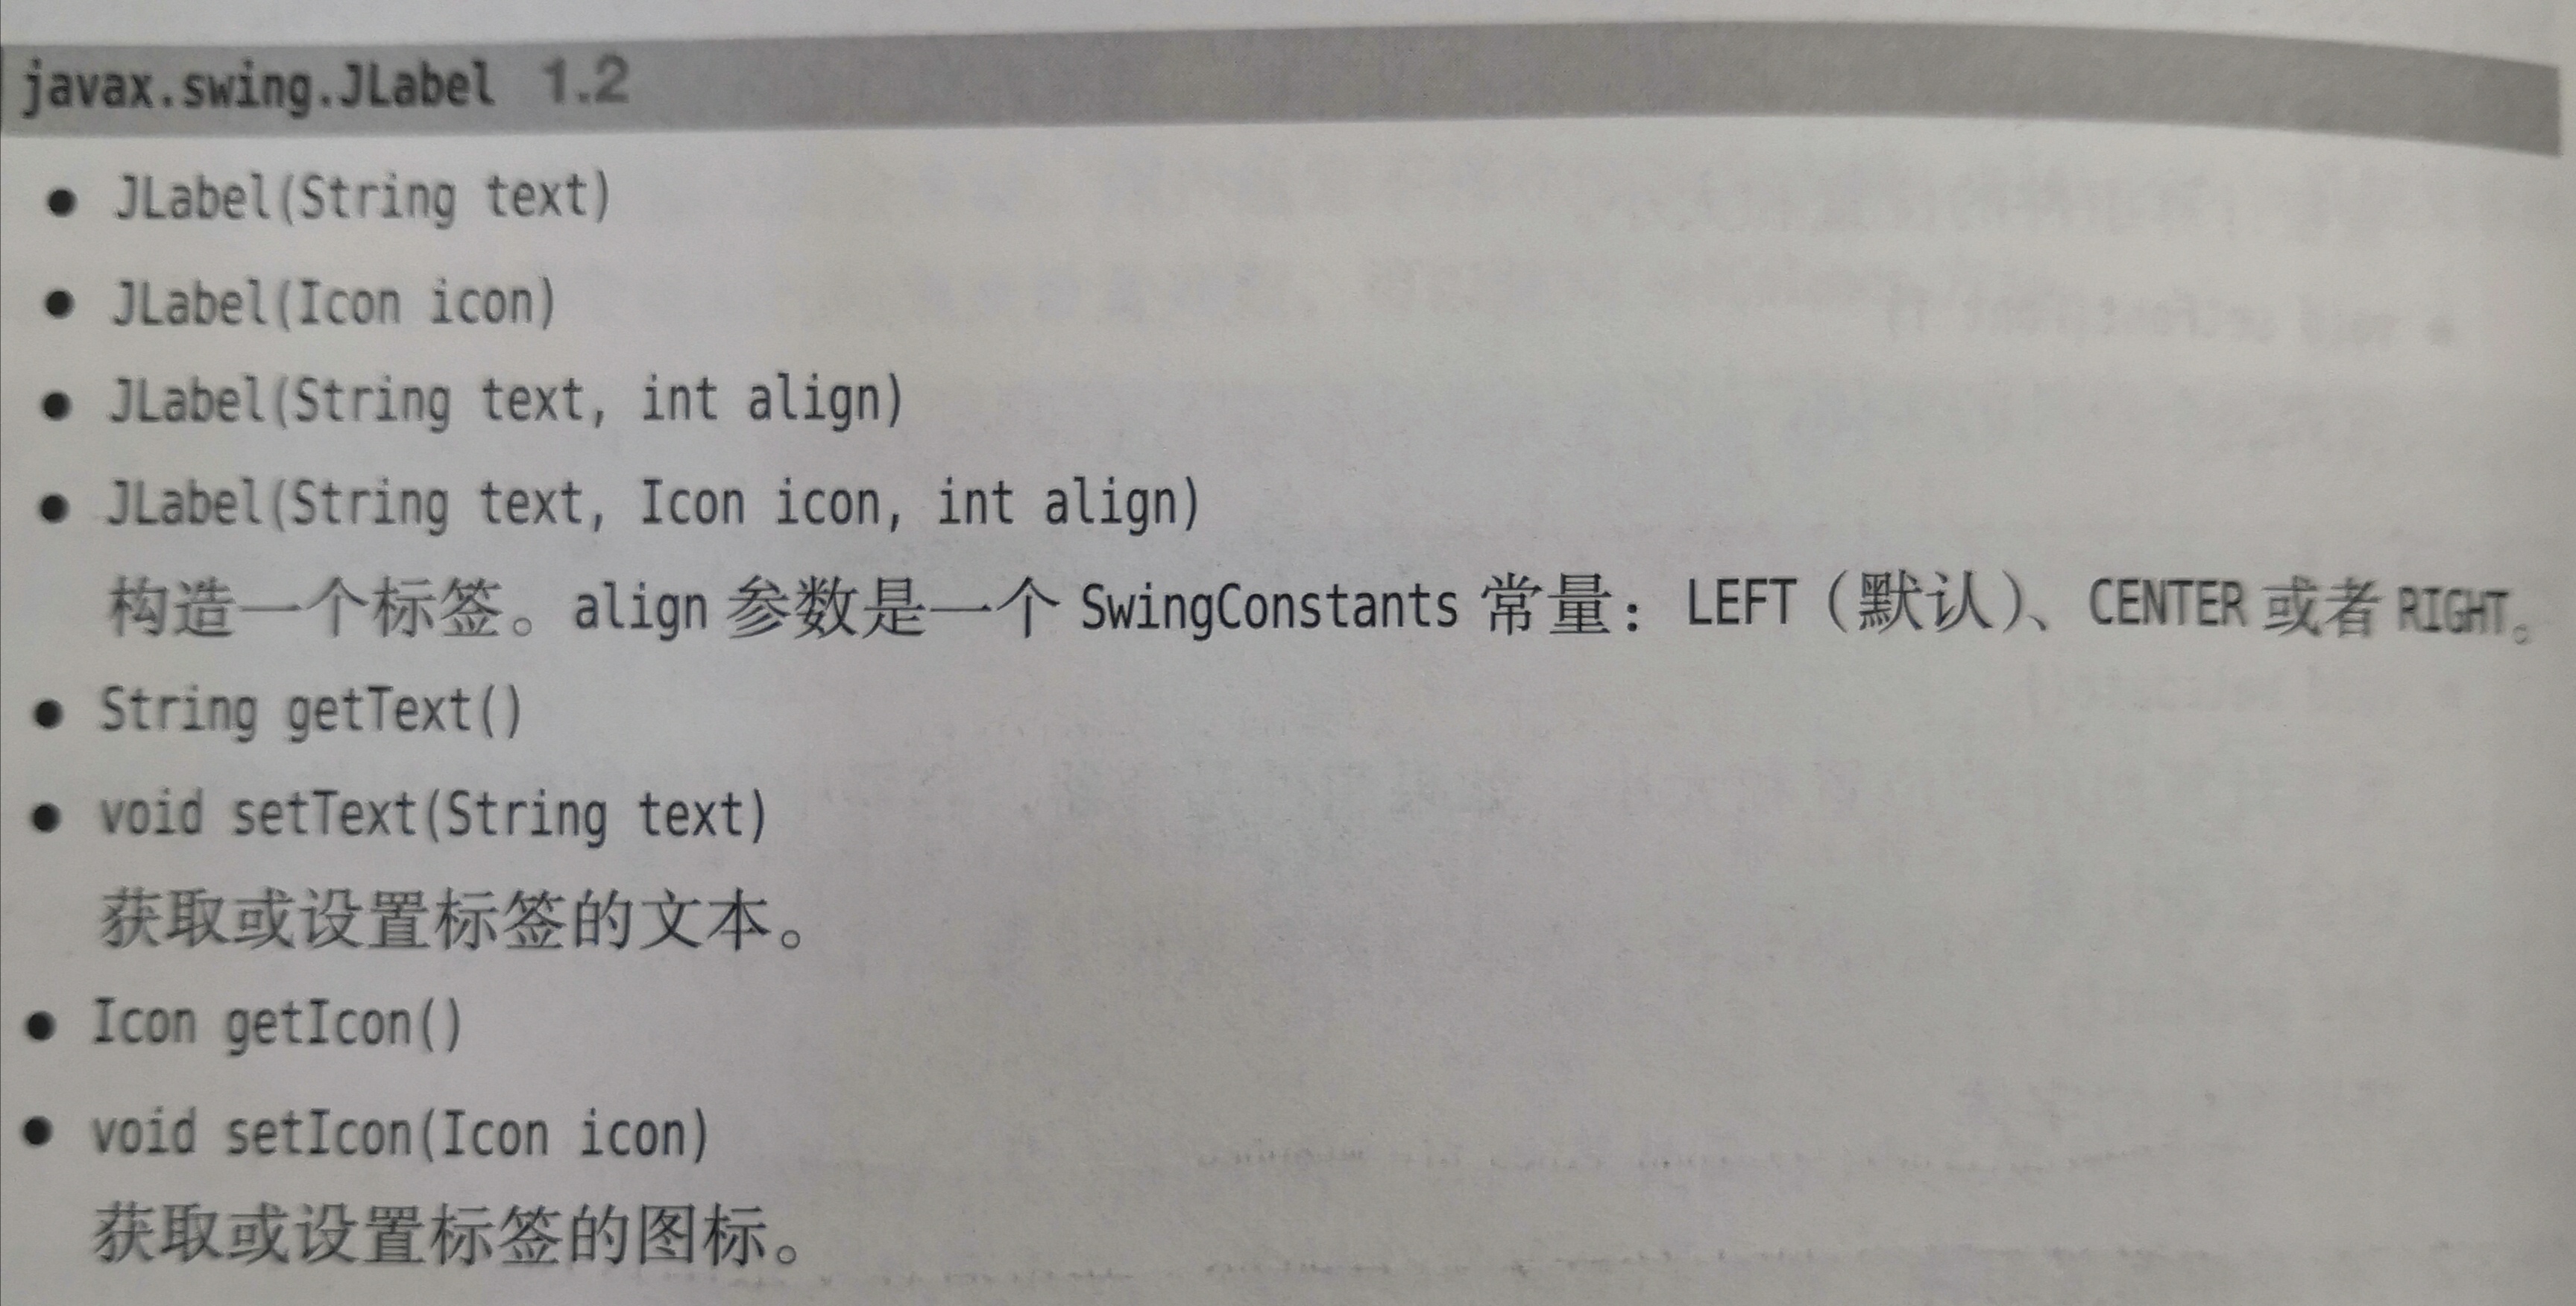 javax.swing.JLabel 1.2
● JLabel(String text)
● JLabel(Icon icon)
● JLabel(String text, int align)
● JLabel(String text, Icon icon, int align)
构造一个标签。align 参数是一个 SwingConstants 常量：LEFT（默认）、CENTER 或者 RIGHT。
● String getText()
● void setText(String text)
获取或设置标签的文本。
● Icon getIcon()
● void setIcon(Icon icon)
获取或设置标签的图标。